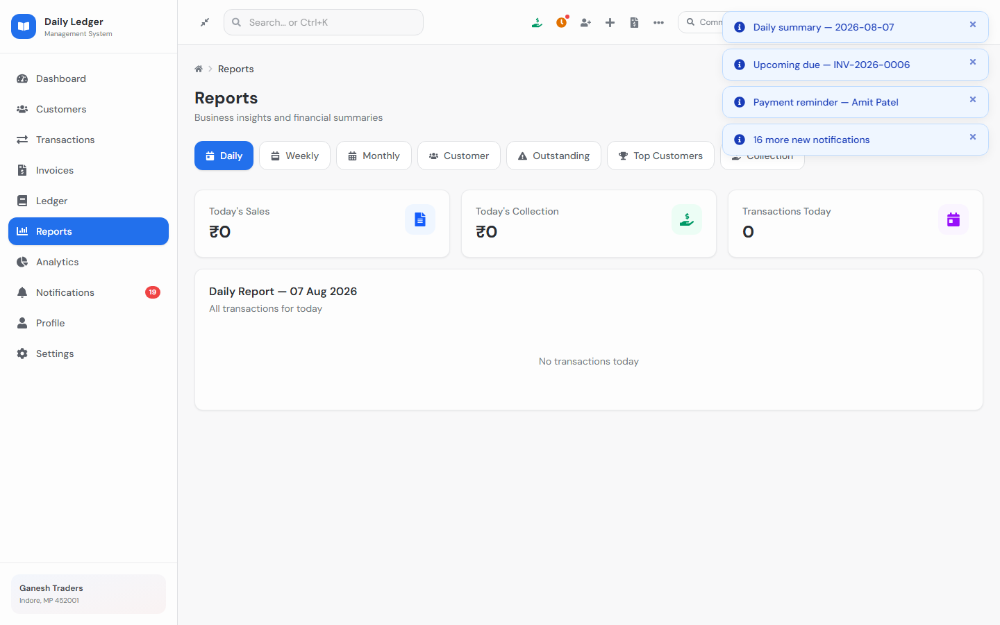 Daily Ledger
Management System
Dashboard
Customers
Transactions
Invoices
Ledger
Reports
Analytics
Notifications
19
Profile
Settings
Ganesh Traders
Indore, MP 452001
Search... or Ctrl+K
Daily summary — 2026-08-07
Upcoming due — INV-2026-0006
Payment reminder — Amit Patel
16 more new notifications
Reports
Reports
Business insights and financial summaries
Daily
Weekly
Monthly
Customer
Outstanding
Top Customers
Collection
Today's Sales
₹0
Today's Collection
₹0
Transactions Today
0
Daily Report — 07 Aug 2026
All transactions for today
No transactions today